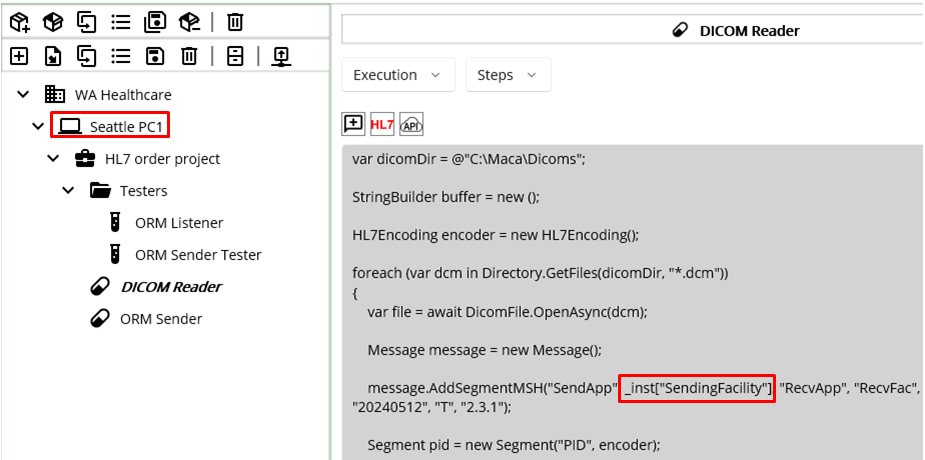 WA Healthcare
Seattle PC1
HL7 order project
Testers
ORM Listener
ORM Sender Tester
DICOM Reader
ORM Sender
DICOM Reader
Execution
Steps
HL7
API
var dicomDir = @"C:\Maca\Dicoms";
StringBuilder buffer = new ();
HL7Encoding encoder = new HL7Encoding();
foreach (var dcm in Directory.GetFiles(dicomDir, "*.dcm"))
{
var file = await DicomFile.OpenAsync(dcm);
Message message = new Message();
message.AddSegmentMSH("SendApp" _inst["SendingFacility"] "RecvApp", "RecvFac",
"20240512", "T", "2.3.1");
Segment pid = new Segment("PID", encoder);